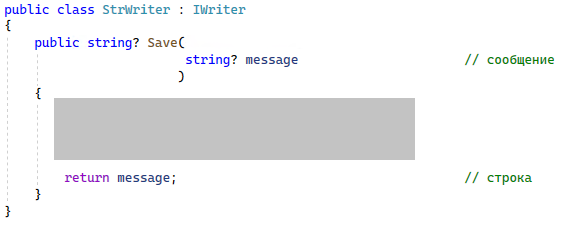 public class StrWriter : IWriter
{
public string? Save(
string? message // сообщение
)
{
return message; // строка
}
}